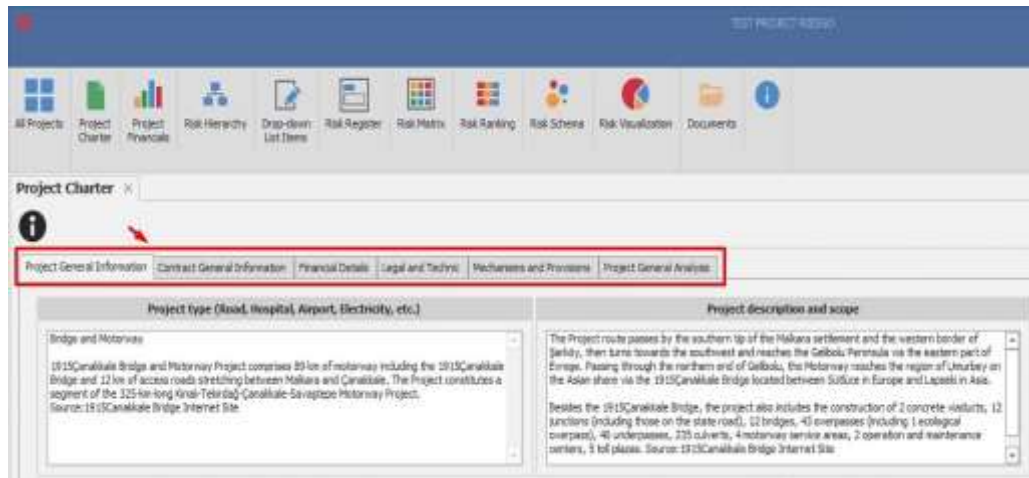 TEST PROJECT
All Projects
Project Charter
Project Financials
Risk Hierarchy
Drop-down List Items
Risk Register
Risk Matrix
Risk Ranking
Risk Schema
Risk Visualization
Documents
Project Charter
Project General Information
Contract General Information
Financial Details
Legal and Technic
Mechanisms and Provisions
Project General Analysis
Project type (Road, Hospital, Airport, Electricity, etc.)
Bridge and Motorway
1915Çanakkale Bridge and Motorway Project comprises 89 km of motorway including the 1915Çanakkale
Bridge and 12 km of access roads stretching between Malkara and Çanakkale. The Project constitutes a
segment of the 325-km-long Kınalı-Tekirdağ-Çanakkale-Savaştepe Motorway Project.
Source:1915Canakkale Bridge Internet Site
Project description and scope
The Project route passes by the southern tip of the Malkara settlement and the western border of
Şarköy, then turns towards the southwest and reaches the Gelibolu Peninsula via the eastern part of
Evreşe. Passing through the northern end of Gelibolu, the Motorway reaches the region of Umurbey on
the Asian shore via the 1915Çanakkale Bridge located between Sütlüce in Europe and Lapseki in Asia.
Besides the 1915Çanakkale Bridge, the project also includes the construction of 2 concrete viaducts, 12
junctions (including those on the state road), 12 bridges, 43 overpasses (including 1 ecological
overpass), 40 underpasses, 235 culverts, 4 motorway service areas, 2 operation and maintenance
centers, 5 toll plazas. Source: 1915Canakkale Bridge Internet Site